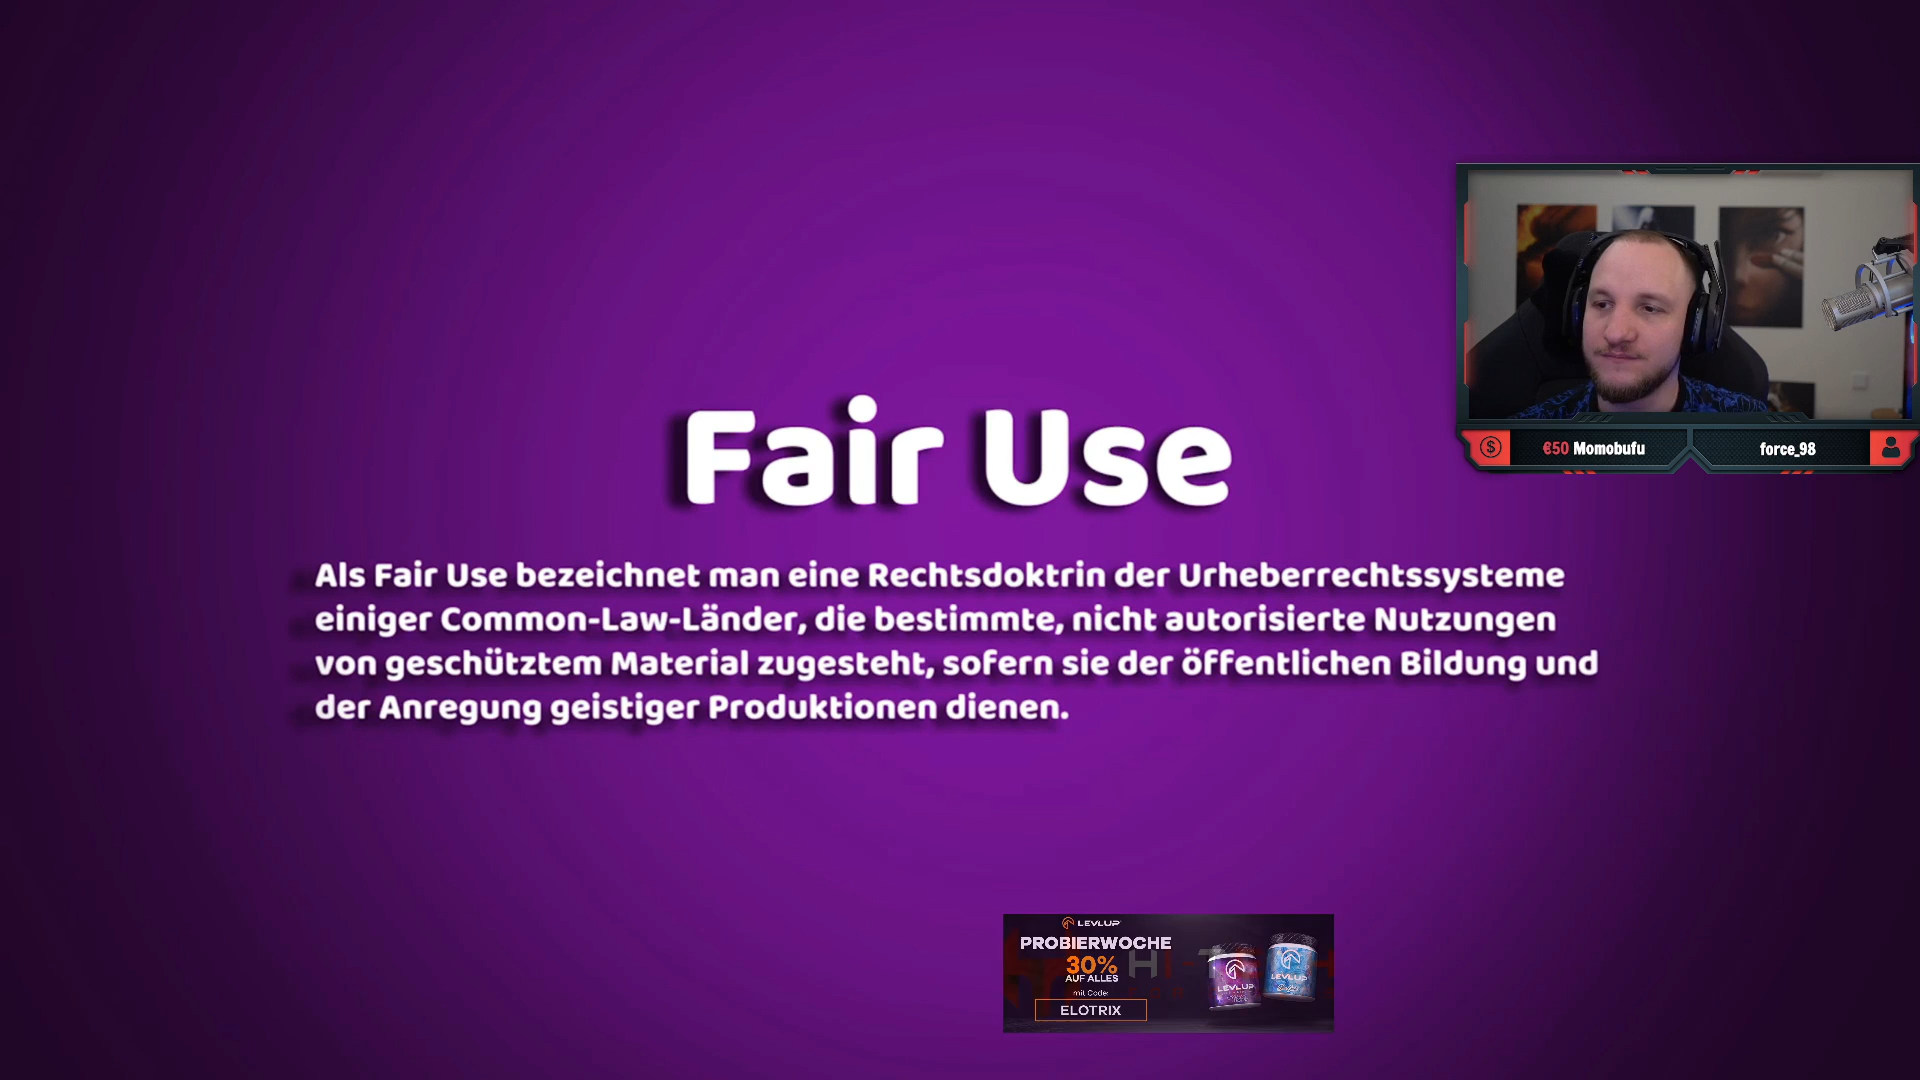 Fair Use
Als Fair Use bezeichnet man eine Rechtsdoktrin der Urheberrechtssysteme
einiger Common-Law-Länder, die bestimmte, nicht autorisierte Nutzungen
von geschütztem Material zugesteht, sofern sie der öffentlichen Bildung und
der Anregung geistiger Produktionen dienen.
€50 Momobufu
force_98
LEVLUP
PROBIERWOCHE
30%
AUF ALLES
mit Code:
ELOTRIX
LEVLUP
LEVLUP